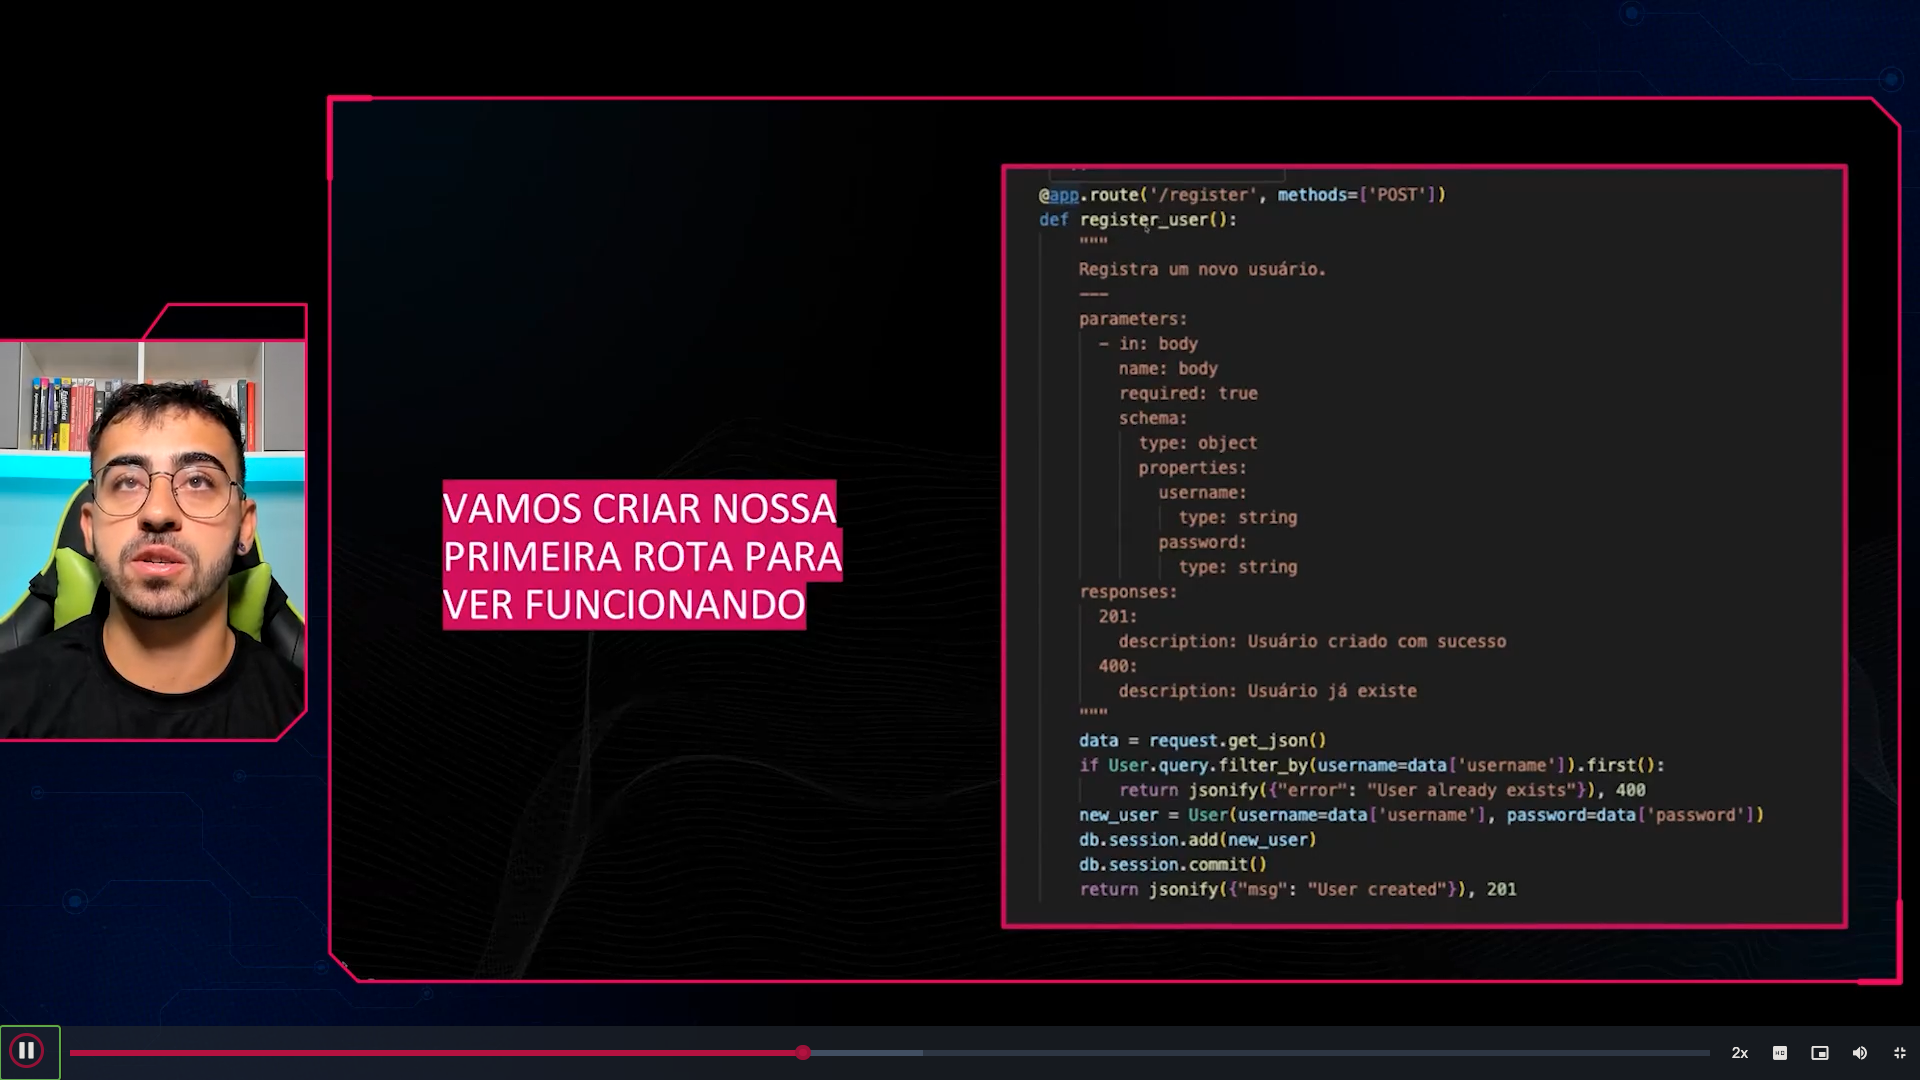 VAMOS CRIAR NOSSA
PRIMEIRA ROTA PARA
VER FUNCIONANDO
@app.route('/register', methods=['POST'])
def register_user():
"""
Registra um novo usuário.
---
parameters:
- in: body
name: body
required: true
schema:
type: object
properties:
username:
type: string
password:
type: string
responses:
201:
description: Usuário criado com sucesso
400:
description: Usuário já existe
"""
data = request.get_json()
if User.query.filter_by(username=data['username']).first():
return jsonify({"error": "User already exists"}), 400
new_user = User(username=data['username'], password=data['password'])
db.session.add(new_user)
db.session.commit()
return jsonify({"msg": "User created"}), 201
2x